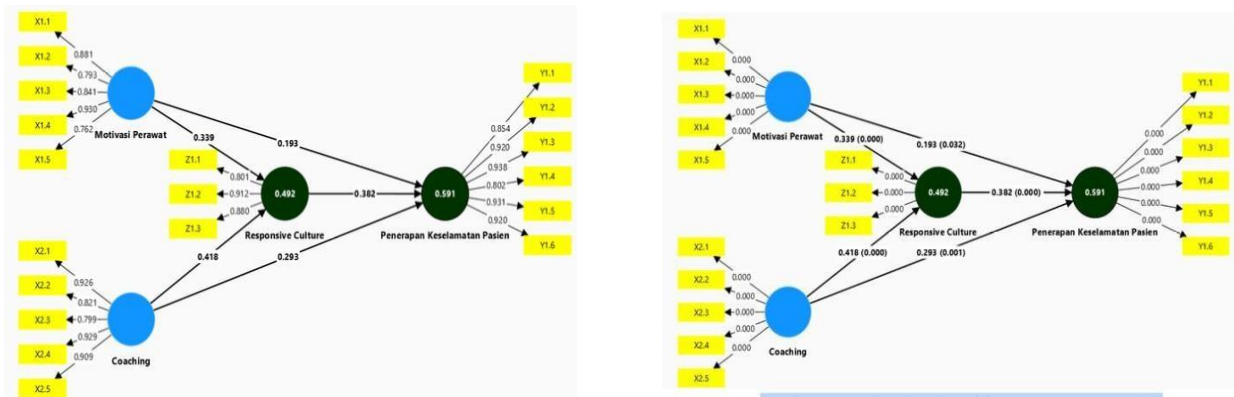 X1.1
X1.2
X1.3
X1.4
X1.5
0.881
0.793
0.841
0.930
0.762
Motivasi Perawat
0.339
0.193
Z1.1
Z1.2
Z1.3
0.801
0.912
0.880
0.492
Responsive Culture
0.382
0.591
Penerapan Keselamatan Pasien
Y1.1
Y1.2
Y1.3
Y1.4
Y1.5
Y1.6
0.854
0.920
0.938
0.802
0.931
0.920
0.418
0.293
X2.1
X2.2
X2.3
X2.4
X2.5
0.926
0.821
0.799
0.929
0.909
Coaching
X1.1
X1.2
X1.3
X1.4
X1.5
0.000
0.000
0.000
0.000
0.000
Motivasi Perawat
0.339 (0.000)
0.193 (0.032)
Z1.1
Z1.2
Z1.3
0.000
0.000
0.000
0.492
Responsive Culture
0.382 (0.000)
0.591
Penerapan Keselamatan Pasien
Y1.1
Y1.2
Y1.3
Y1.4
Y1.5
Y1.6
0.000
0.000
0.000
0.000
0.000
0.000
0.418 (0.000)
0.293 (0.001)
X2.1
X2.2
X2.3
X2.4
X2.5
0.000
0.000
0.000
0.000
0.000
Coaching